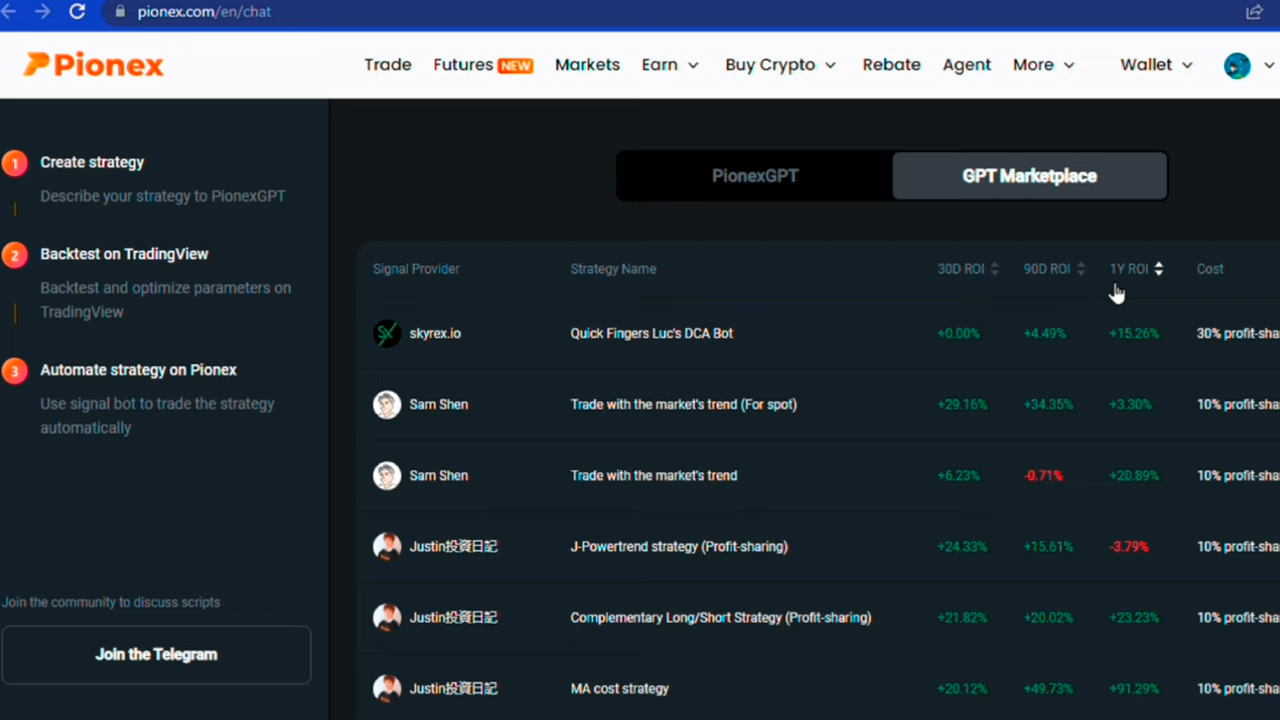 pionex.com/en/chat
Pionex
Trade Futures NEW Markets Earn Buy Crypto Rebate Agent More Wallet
1 Create strategy
Describe your strategy to PionexGPT
2 Backtest on TradingView
Backtest and optimize parameters on
TradingView
3 Automate strategy on Pionex
Use signal bot to trade the strategy
automatically
Join the community to discuss scripts
Join the Telegram
PionexGPT GPT Marketplace
Signal Provider Strategy Name 30D ROI 90D ROI 1Y ROI Cost
skyrex.io Quick Fingers Luc's DCA Bot +0.00% +4.49% +15.26% 30% profit-sha
Sam Shen Trade with the market's trend (For spot) +29.16% +34.35% +3.30% 10% profit-sha
Sam Shen Trade with the market's trend +6.23% -0.71% +20.89% 10% profit-sha
Justin投資日記 J-Powertrend strategy (Profit-sharing) +24.33% +15.61% -3.79% 10% profit-sha
Justin投資日記 Complementary Long/Short Strategy (Profit-sharing) +21.82% +20.02% +23.23% 10% profit-sha
Justin投資日記 MA cost strategy +20.12% +49.73% +91.29% 10% profit-sha